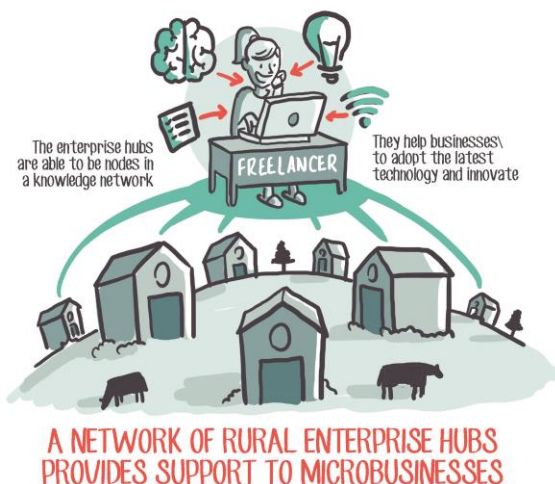 The enterprise hubs
are able to be nodes in
a knowledge network
They help businesses\
to adopt the latest
technology and innovate
FREELANCER
A NETWORK OF RURAL ENTERPRISE HUBS
PROVIDES SUPPORT TO MICROBUSINESSES